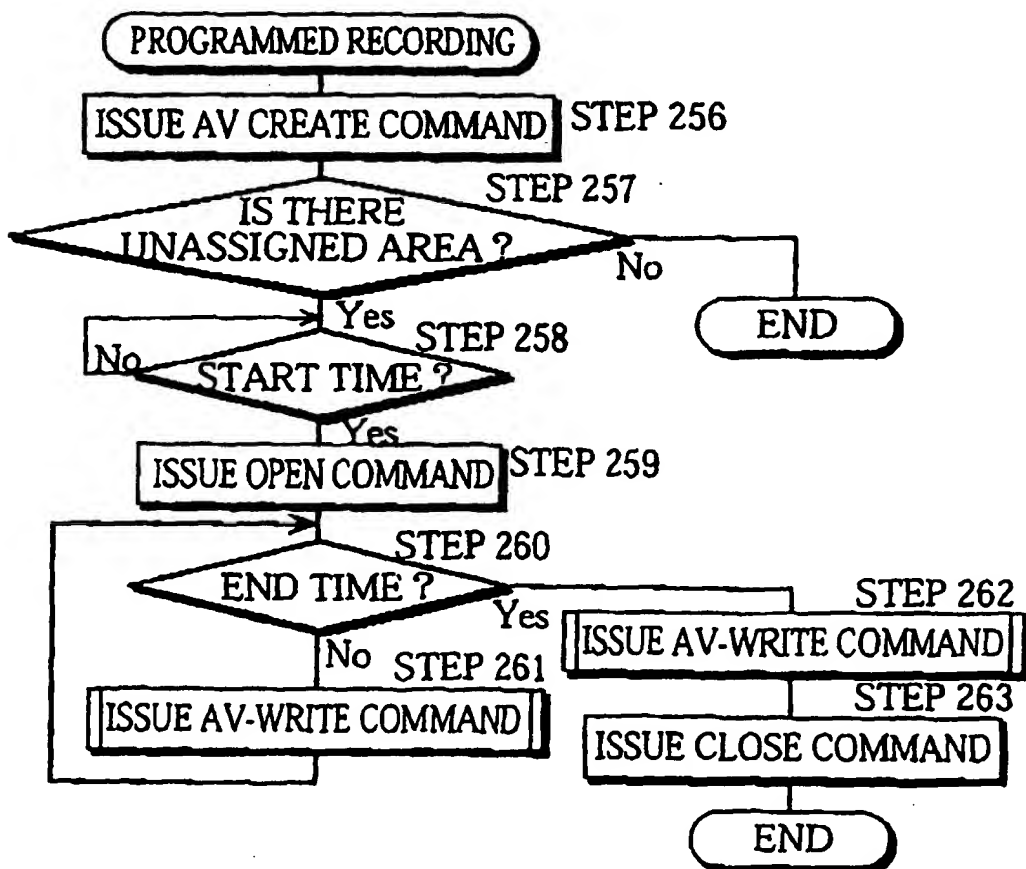 PROGRAMMED RECORDING
ISSUE AV CREATE COMMAND
STEP 256
STEP 257
IS THERE
UNASSIGNED AREA ?
No
END
Yes
STEP 258
No
START TIME ?
Yes
ISSUE OPEN COMMAND
STEP 259
STEP 260
END TIME ?
Yes
No
STEP 261
ISSUE AV-WRITE COMMAND
STEP 262
ISSUE AV-WRITE COMMAND
STEP 263
ISSUE CLOSE COMMAND
END